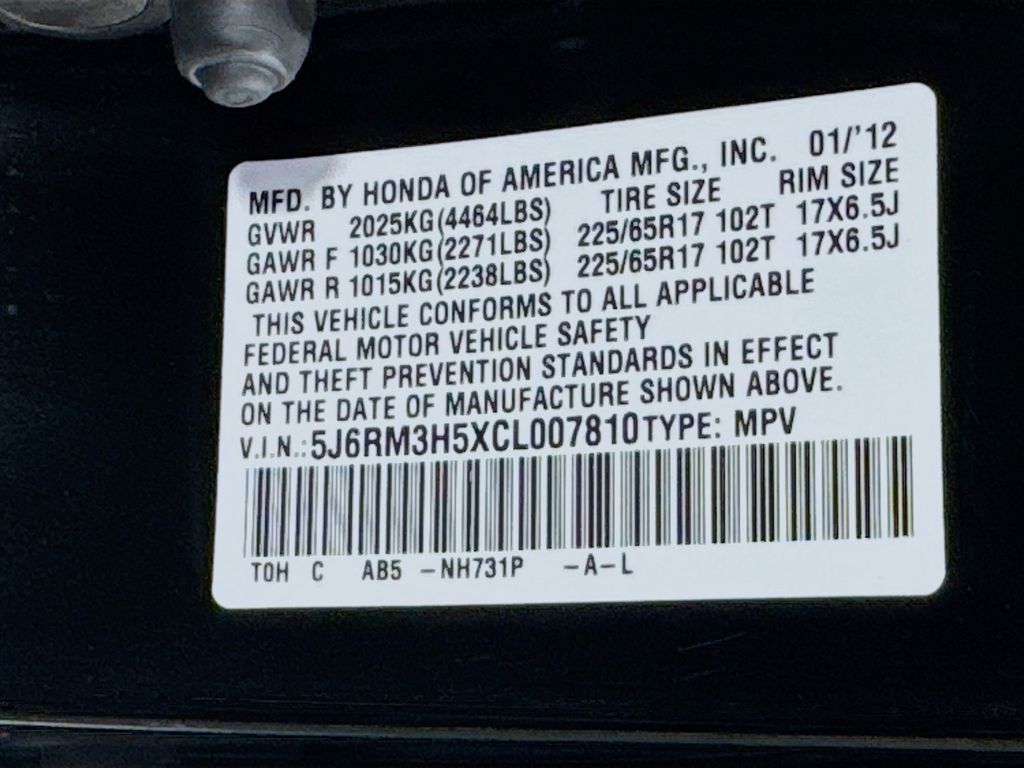 MFD. BY HONDA OF AMERICA MFG., INC. 01/'12
GVWR 2025KG(4464LBS) TIRE SIZE RIM SIZE
GAWR F 1030KG(2271LBS) 225/65R17 102T 17X6.5J
GAWR R 1015KG(2238LBS) 225/65R17 102T 17X6.5J
THIS VEHICLE CONFORMS TO ALL APPLICABLE
FEDERAL MOTOR VEHICLE SAFETY
AND THEFT PREVENTION STANDARDS IN EFFECT
ON THE DATE OF MANUFACTURE SHOWN ABOVE.
V.I.N.:5J6RM3H5XCL007810TYPE: MPV
TOH C AB5 -NH731P -A-L